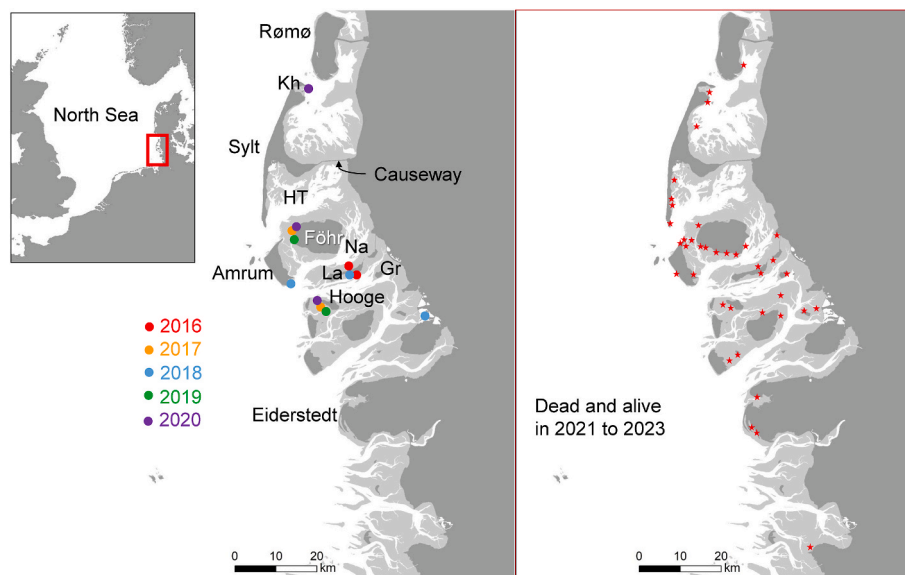 North Sea
Rømø
Kh
Sylt
Causeway
HT
Föhr
Na
Amrum
La
Gr
Hooge
2016
2017
2018
2019
2020
Eiderstedt
0 10 20
km
Dead and alive
in 2021 to 2023
0 10 20
km